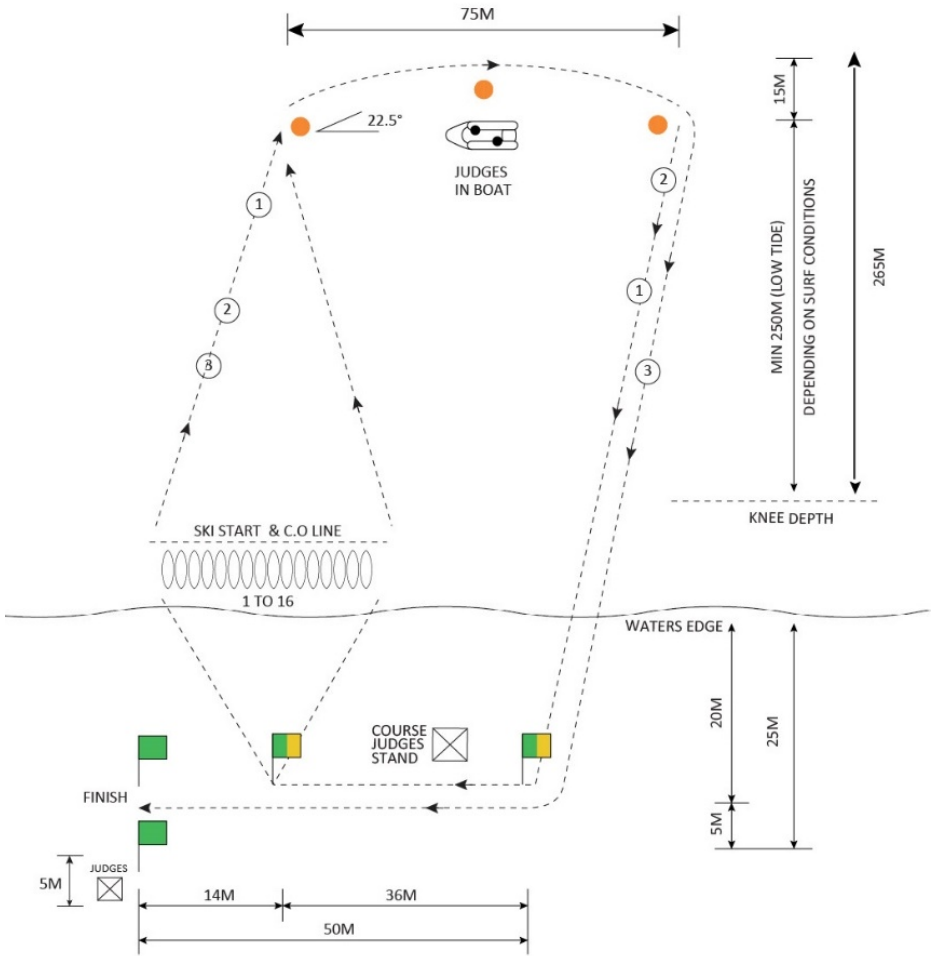 75M
15M
22.5°
JUDGES
IN BOAT
2
1
MIN 250M (LOW TIDE)
DEPENDING ON SURF CONDITIONS
265M
1
2
3
3
KNEE DEPTH
SKI START & C.O LINE
1 TO 16
WATERS EDGE
20M
25M
COURSE
JUDGES
STAND
FINISH
5M
JUDGES
5M
14M
36M
50M